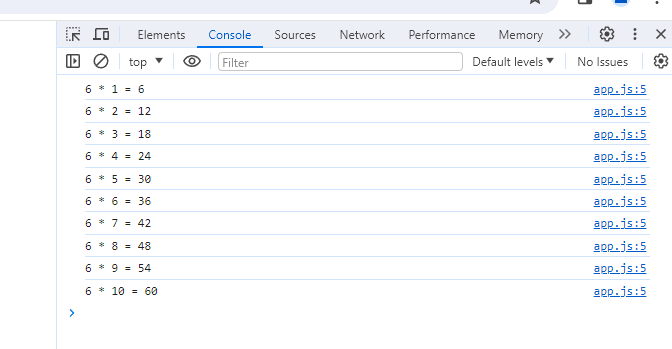 Elements Console Sources Network Performance Memory
top Filter Default levels No Issues
6 * 1 = 6 app.js:5
6 * 2 = 12 app.js:5
6 * 3 = 18 app.js:5
6 * 4 = 24 app.js:5
6 * 5 = 30 app.js:5
6 * 6 = 36 app.js:5
6 * 7 = 42 app.js:5
6 * 8 = 48 app.js:5
6 * 9 = 54 app.js:5
6 * 10 = 60 app.js:5